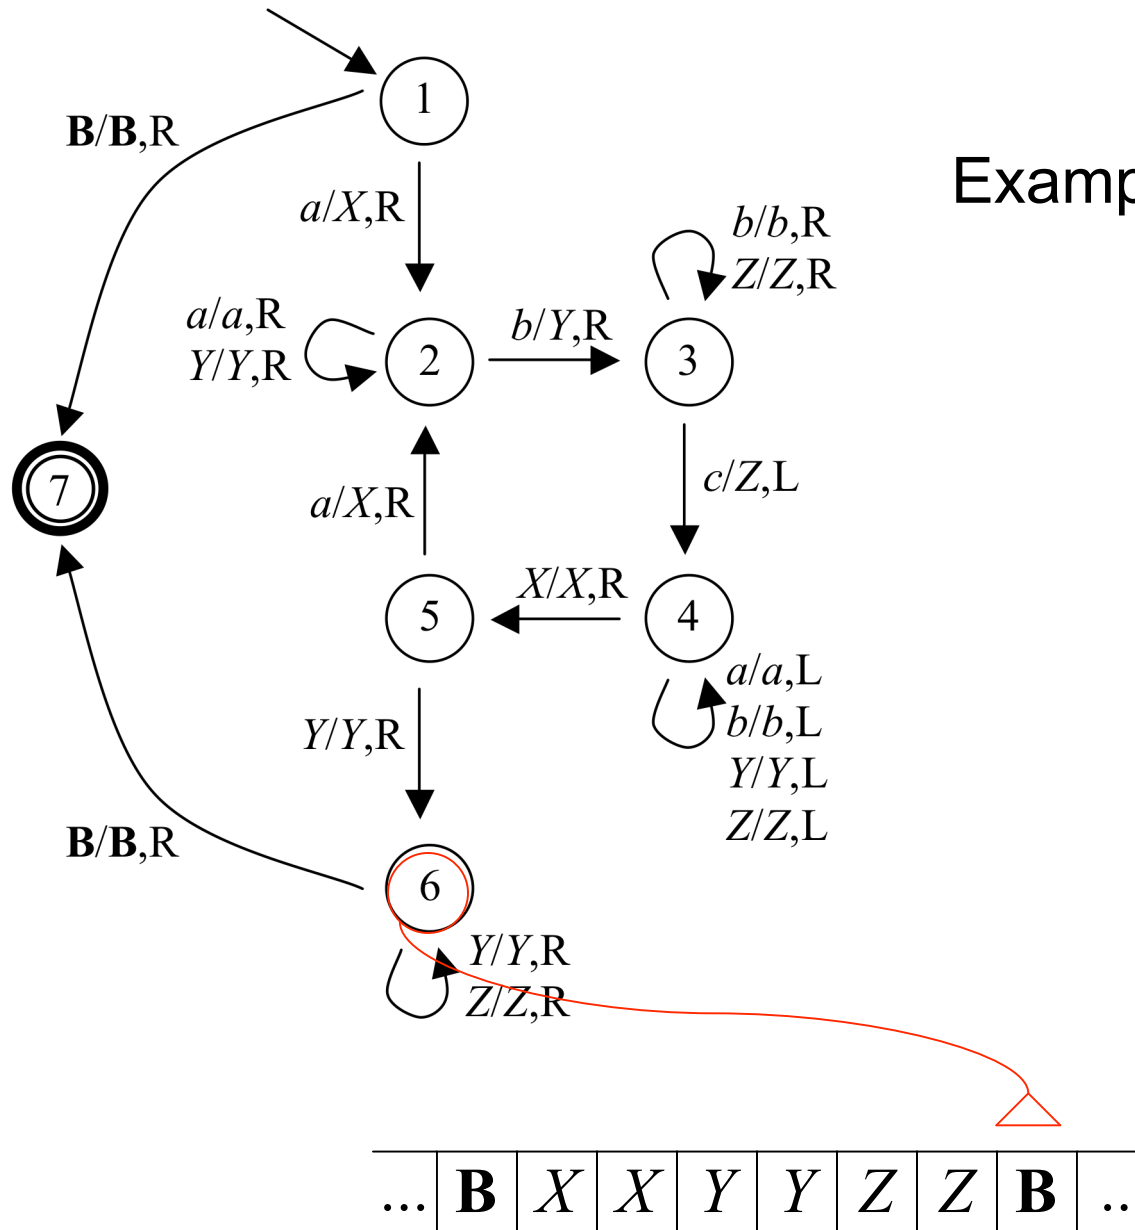 1
B/B,R
Examp
a/X,R
b/b,R
Z/Z,R
a/a,R
Y/Y,R
b/Y,R
2
3
7
c/Z,L
a/X,R
X/X,R
5
4
a/a,L
b/b,L
Y/Y,L
Z/Z,L
Y/Y,R
B/B,R
6
Y/Y,R
Z/Z,R
... B X X Y Y Z Z B ..